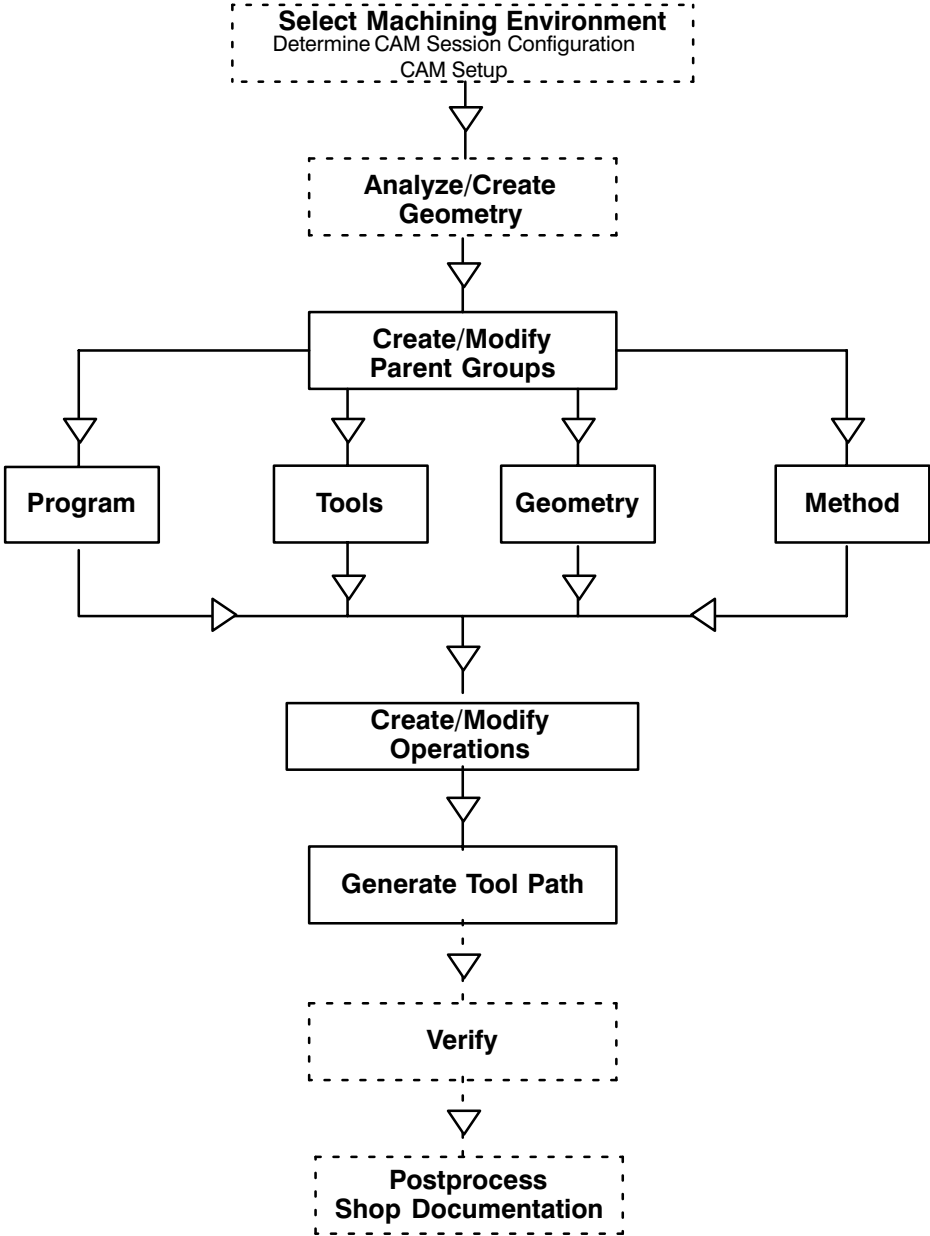 Select Machining Environment
Determine CAM Session Configuration
CAM Setup
Analyze/Create
Geometry
Create/Modify
Parent Groups
Program
Tools
Geometry
Method
Create/Modify
Operations
Generate Tool Path
Verify
Postprocess
Shop Documentation